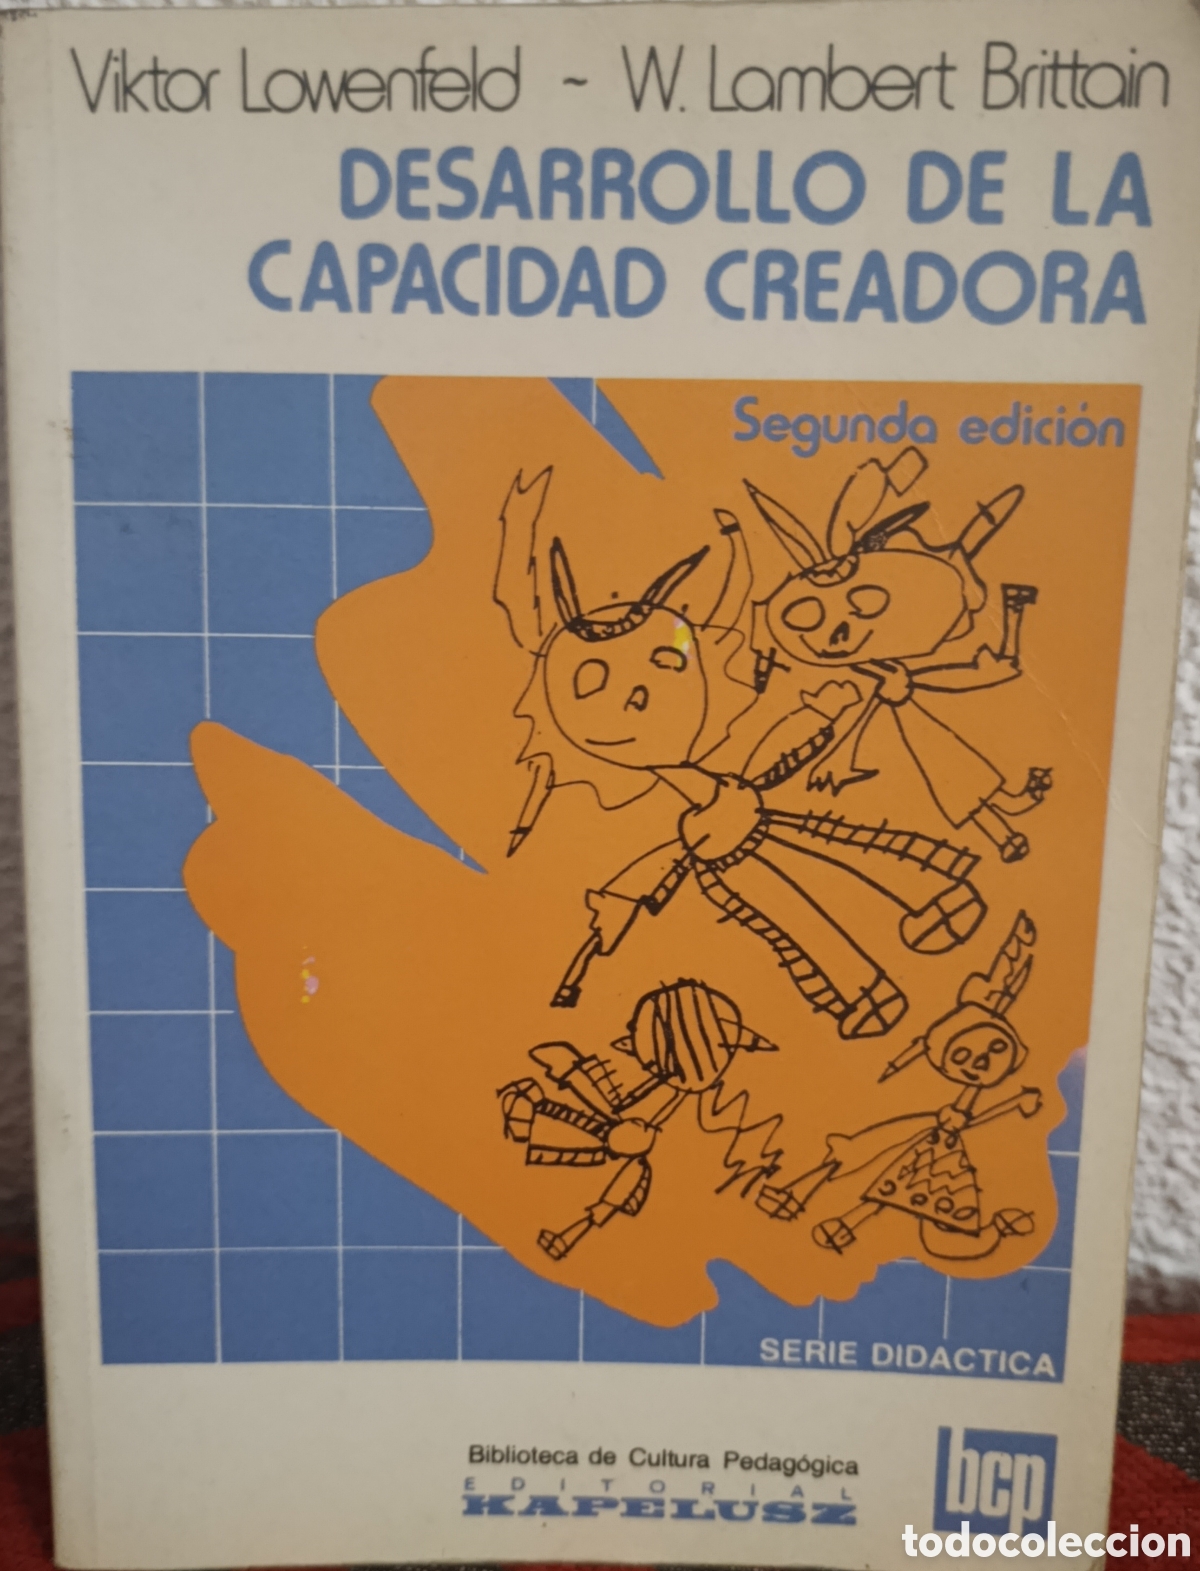 Viktor Lowenfeld ~ W. Lambert Brittain
DESARROLLO DE LA
CAPACIDAD CREADORA
Segunda edición
SERIE DIDACTICA
Biblioteca de Cultura Pedagógica
EDITORIAL
KAPELUSZ
bcp
todocoleccion